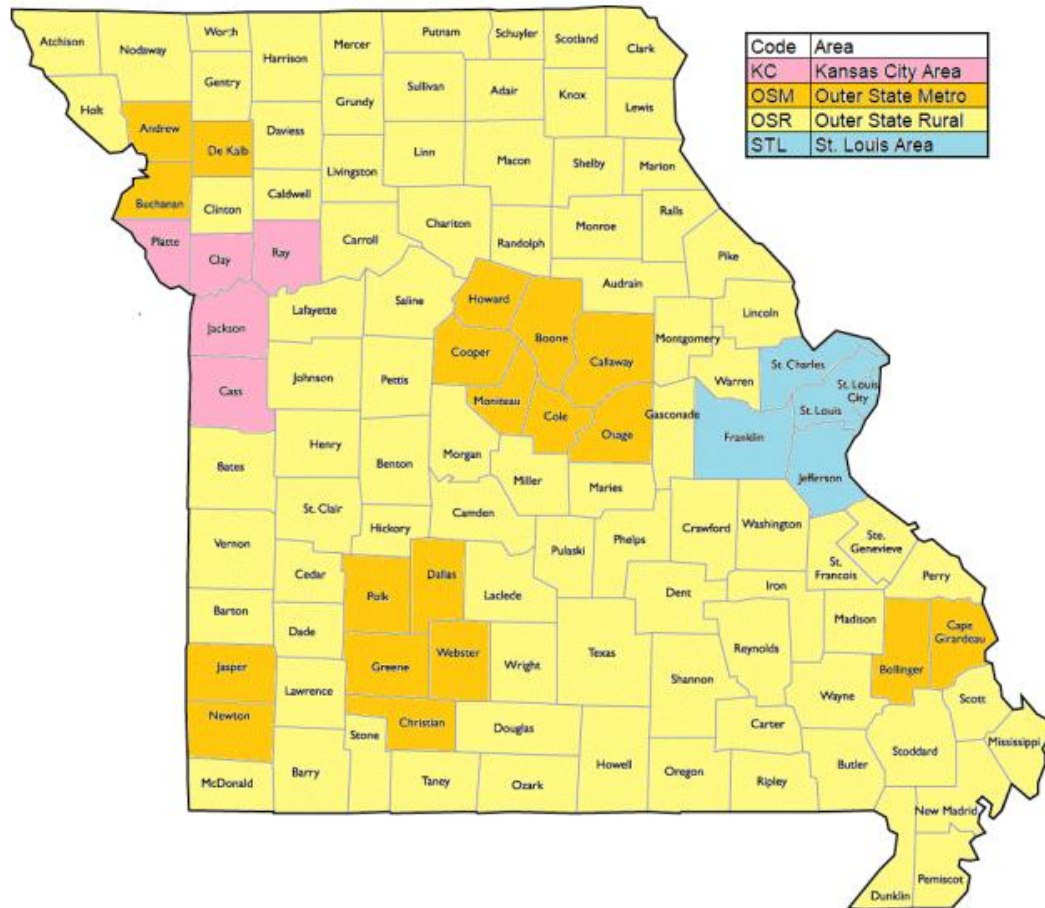 Code Area
KC Kansas City Area
OSM Outer State Metro
OSR Outer State Rural
STL St. Louis Area
Atchison
Nodaway
Worth
Harrison
Mercer
Putnam
Schuyler
Scotland
Clark
Holt
Gentry
Sullivan
Adair
Knox
Lewis
Grundy
Andrew
De Kalb
Daviess
Livingston
Linn
Macon
Shelby
Marion
Buchanan
Clinton
Caldwell
Carroll
Chariton
Randolph
Monroe
Ralls
Pike
Platte
Clay
Ray
Audrain
Jackson
Lafayette
Saline
Howard
Boone
Callaway
Montgomery
Lincoln
Cooper
Warren
St. Charles
St. Louis
City
Cass
Johnson
Pettis
Moniteau
Cole
Osage
Gasconade
Franklin
St. Louis
Jefferson
Bates
Henry
Benton
Morgan
Miller
Maries
St. Clair
Hickory
Camden
Pulaski
Phelps
Crawford
Washington
Ste.
Genevieve
St.
Francois
Perry
Vernon
Cedar
Polk
Dallas
Laclede
Dent
Iron
Madison
Bollinger
Cape
Girardeau
Barton
Dade
Greene
Webster
Wright
Texas
Shannon
Reynolds
Wayne
Scott
Jasper
Lawrence
Christian
Douglas
Carter
Stoddard
Mississippi
Newton
Stone
McDonald
Barry
Taney
Ozark
Howell
Oregon
Ripley
Butler
New Madrid
Pemiscot
Dunklin